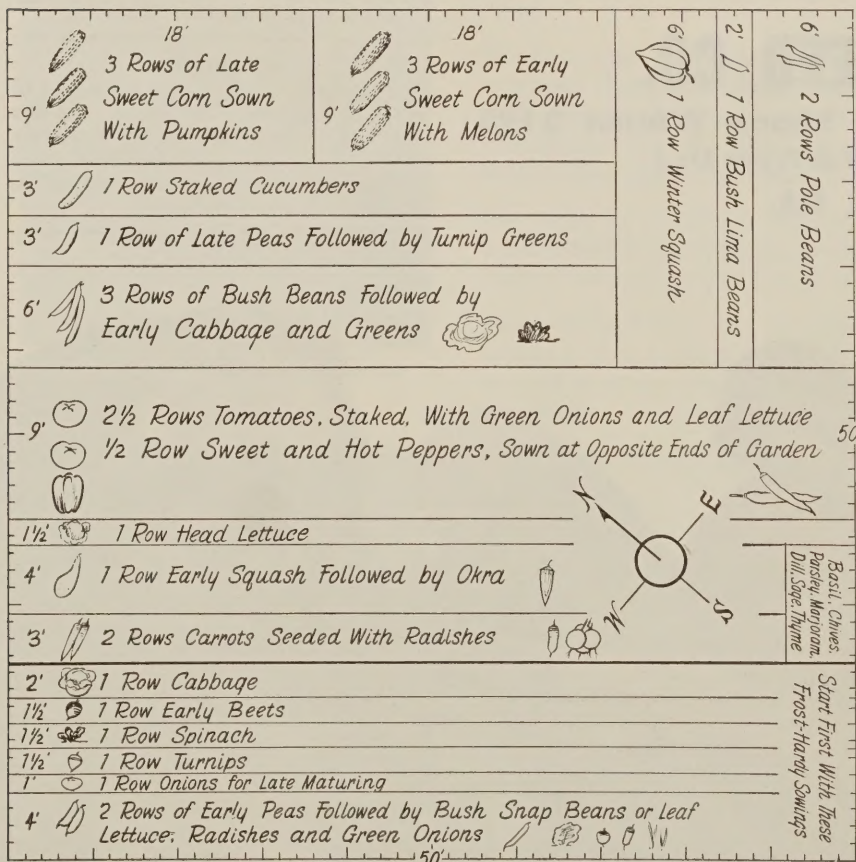 18'
3 Rows of Late
Sweet Corn Sown
With Pumpkins
9'
18'
3 Rows of Early
Sweet Corn Sown
With Melons
9'
6'
1 Row Winter Squash
2'
1 Row Bush Lima Beans
6'
2 Rows Pole Beans
3'
1 Row Staked Cucumbers
3'
1 Row of Late Peas Followed by Turnip Greens
6'
3 Rows of Bush Beans Followed by
Early Cabbage and Greens
9'
2½ Rows Tomatoes, Staked, With Green Onions and Leaf Lettuce
½ Row Sweet and Hot Peppers, Sown at Opposite Ends of Garden
50
N
E
W
S
1½'
1 Row Head Lettuce
4'
1 Row Early Squash Followed by Okra
3'
2 Rows Carrots Seeded With Radishes
Basil, Chives,
Parsley, Marjoram,
Dill, Sage, Thyme
2'
1 Row Cabbage
1½'
1 Row Early Beets
1½'
1 Row Spinach
1½'
1 Row Turnips
1'
1 Row Onions for Late Maturing
4'
2 Rows of Early Peas Followed by Bush Snap Beans or Leaf
Lettuce, Radishes and Green Onions
Start First With These
Frost-Hardy Sowings
50'